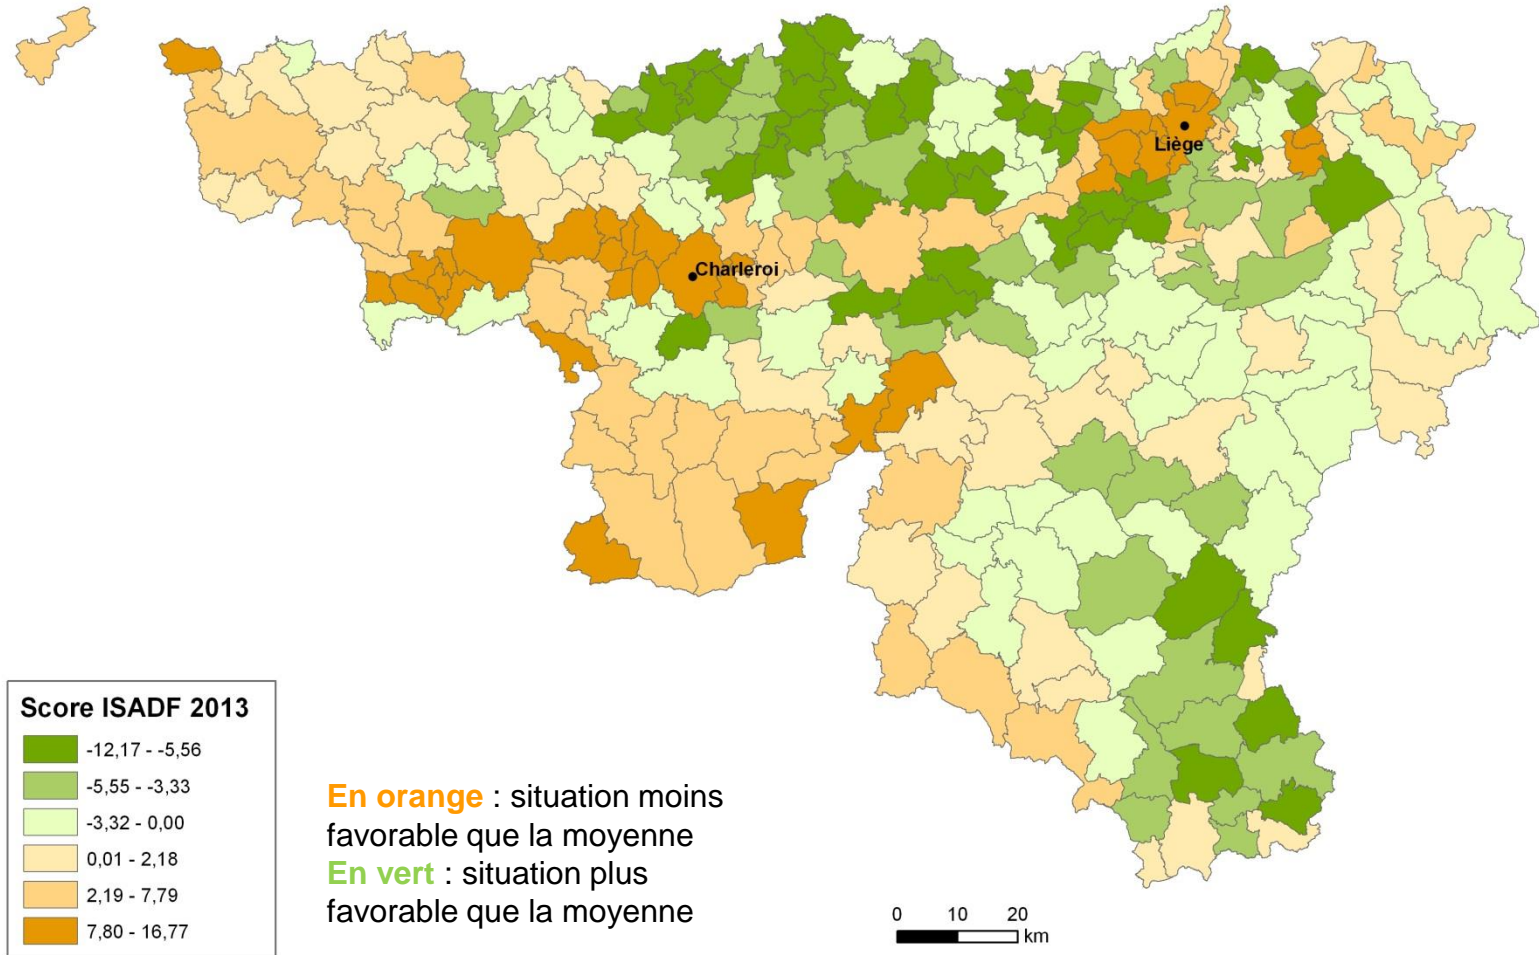 Liège
Charleroi
Score ISADF 2013
-12,17 - -5,56
-5,55 - -3,33
-3,32 - 0,00
0,01 - 2,18
2,19 - 7,79
7,80 - 16,77
En orange : situation moins
favorable que la moyenne
En vert : situation plus
favorable que la moyenne
0 10 20
km